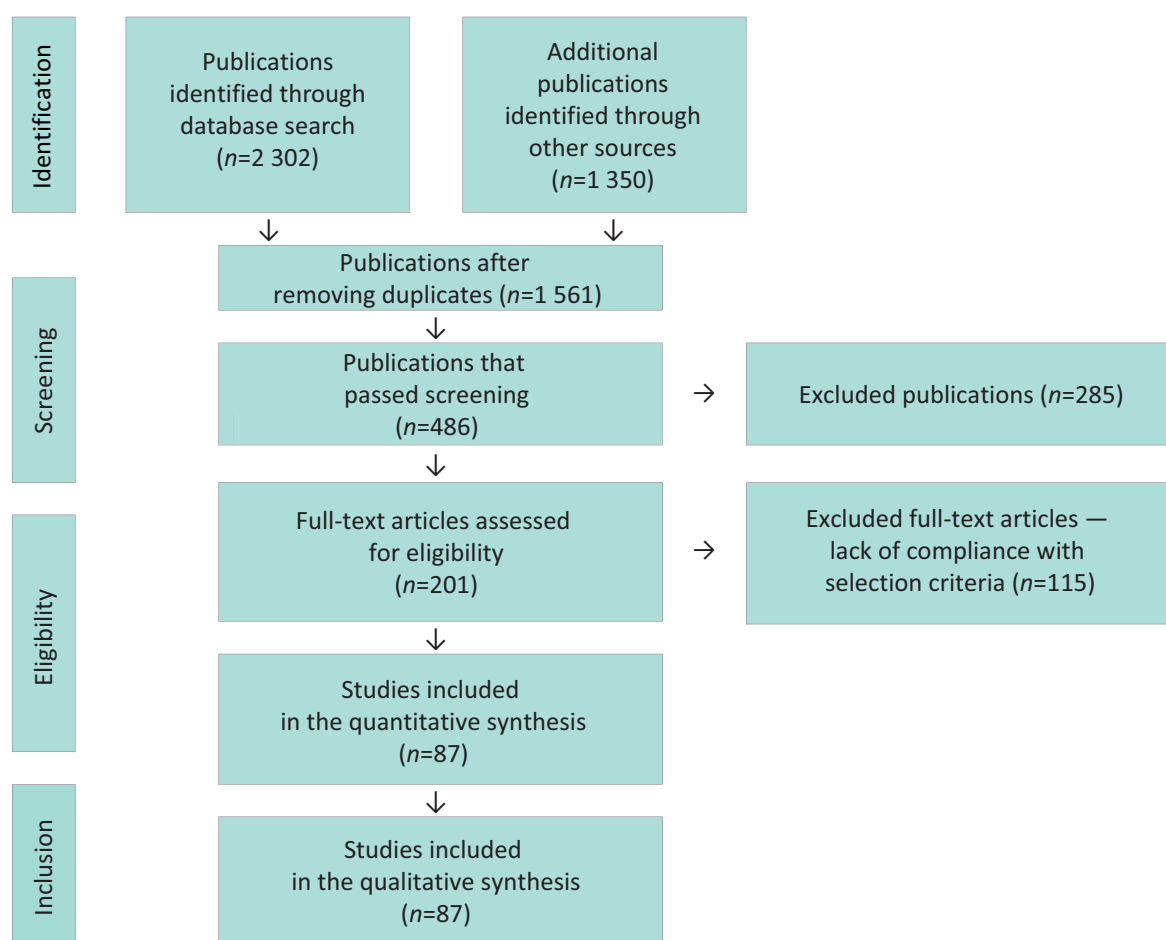 Identification
Publications
identified through
database search
(n=2 302)
Additional
publications
identified through
other sources
(n=1 350)
Publications after
removing duplicates (n=1 561)
Screening
Publications that
passed screening
(n=486)
Excluded publications (n=285)
Eligibility
Full-text articles assessed
for eligibility
(n=201)
Excluded full-text articles —
lack of compliance with
selection criteria (n=115)
Studies included
in the quantitative synthesis
(n=87)
Inclusion
Studies included
in the qualitative synthesis
(n=87)